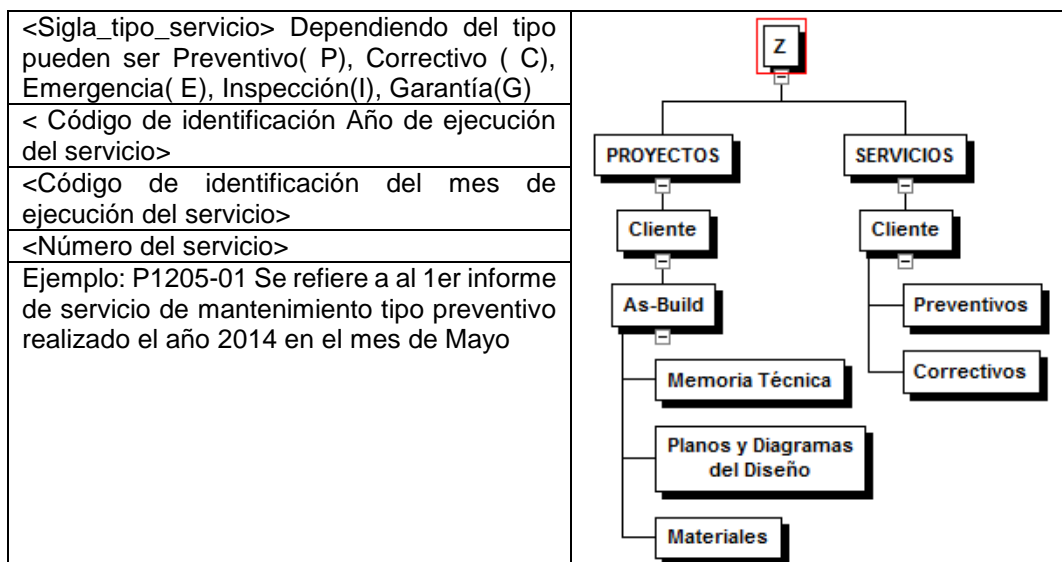 <Sigla_tipo_servicio> Dependiendo del tipo
pueden ser Preventivo( P), Correctivo ( C),
Emergencia( E), Inspección(I), Garantía(G)
< Código de identificación Año de ejecución
del servicio>
<Código de identificación del mes de
ejecución del servicio>
<Número del servicio>
Ejemplo: P1205-01 Se refiere a al 1er informe
de servicio de mantenimiento tipo preventivo
realizado el año 2014 en el mes de Mayo
Z
PROYECTOS
SERVICIOS
Cliente
Cliente
As-Build
Preventivos
Correctivos
Memoria Técnica
Planos y Diagramas
del Diseño
Materiales